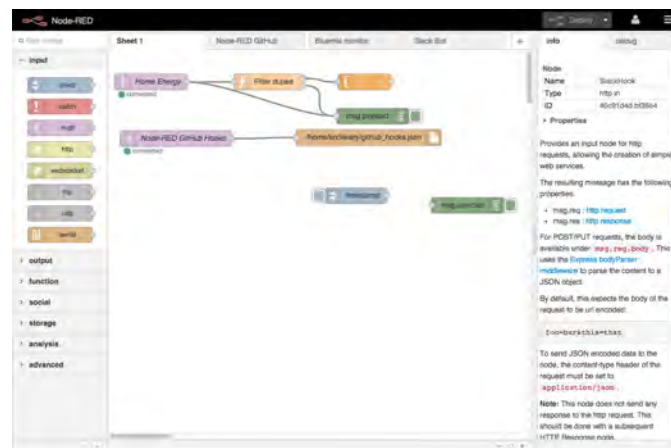 Node-RED
Deploy
filter nodes
input
inject
catch
mqtt
http
websocket
tcp
udp
serial
output
function
social
storage
analysis
advanced
Sheet 1
Node-RED GitHub
Bluemix monitor
Slack Bot
Home Energy
connected
Filter dupes
msg.payload
Node-RED GitHub Hooks
connected
timestamp
msg.payload
info
debug
Node
Name
SlackHook
Type
http in
ID
Properties
Provides an input node for http
requests, allowing the creation of simple
web services.
The resulting message has the following
properties:
msg.req : http request
msg.res : http response
For POST/PUT requests, the body is
available under msg.req.body. This
uses the Express bodyParser
middleware to parse the content to a
JSON object.
By default, this expects the body of the
request to be url encoded:
foo=bar&this=that
To send JSON encoded data to the
node, the content-type header of the
request must be set to
application/json.
Note: This node does not send any
response to the http request. This
should be done with a subsequent
HTTP Response node.